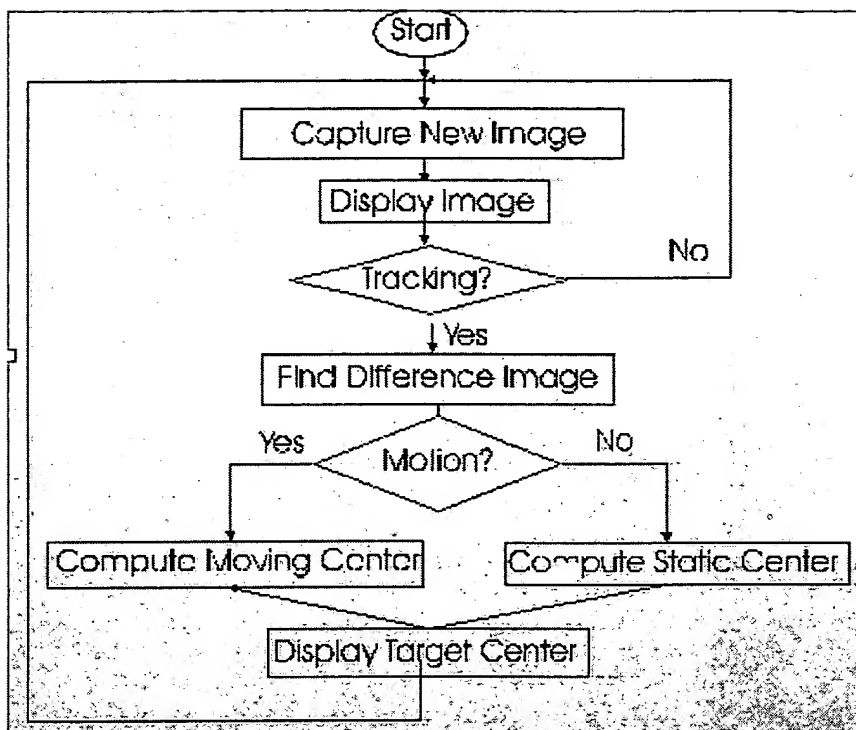 Start
Capture New Image
Display Image
Tracking?
No
Yes
Find Difference Image
Yes
Motion?
No
Compute Moving Center
Compute Static Center
Display Target Center